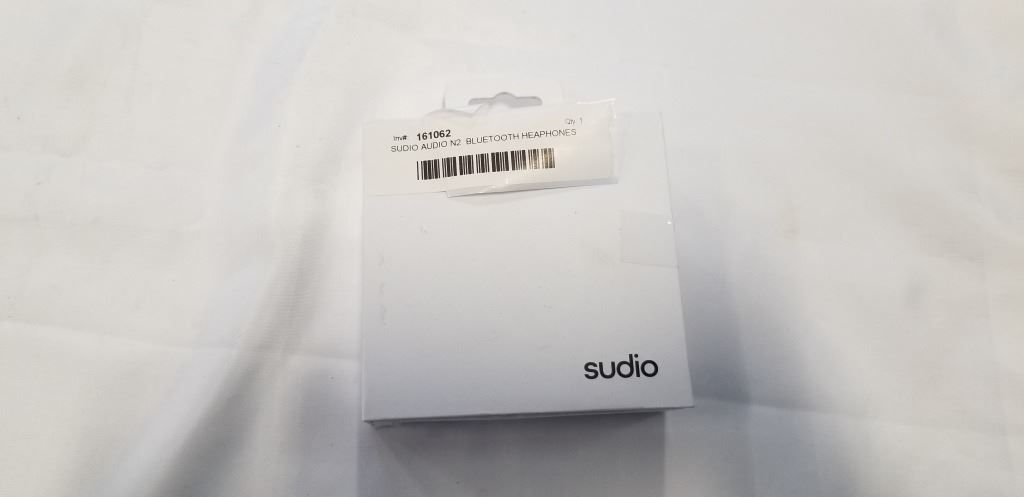 Inv#: 161062 Qty 1
SUDIO AUDIO N2 BLUETOOTH HEAPHONES
sudio